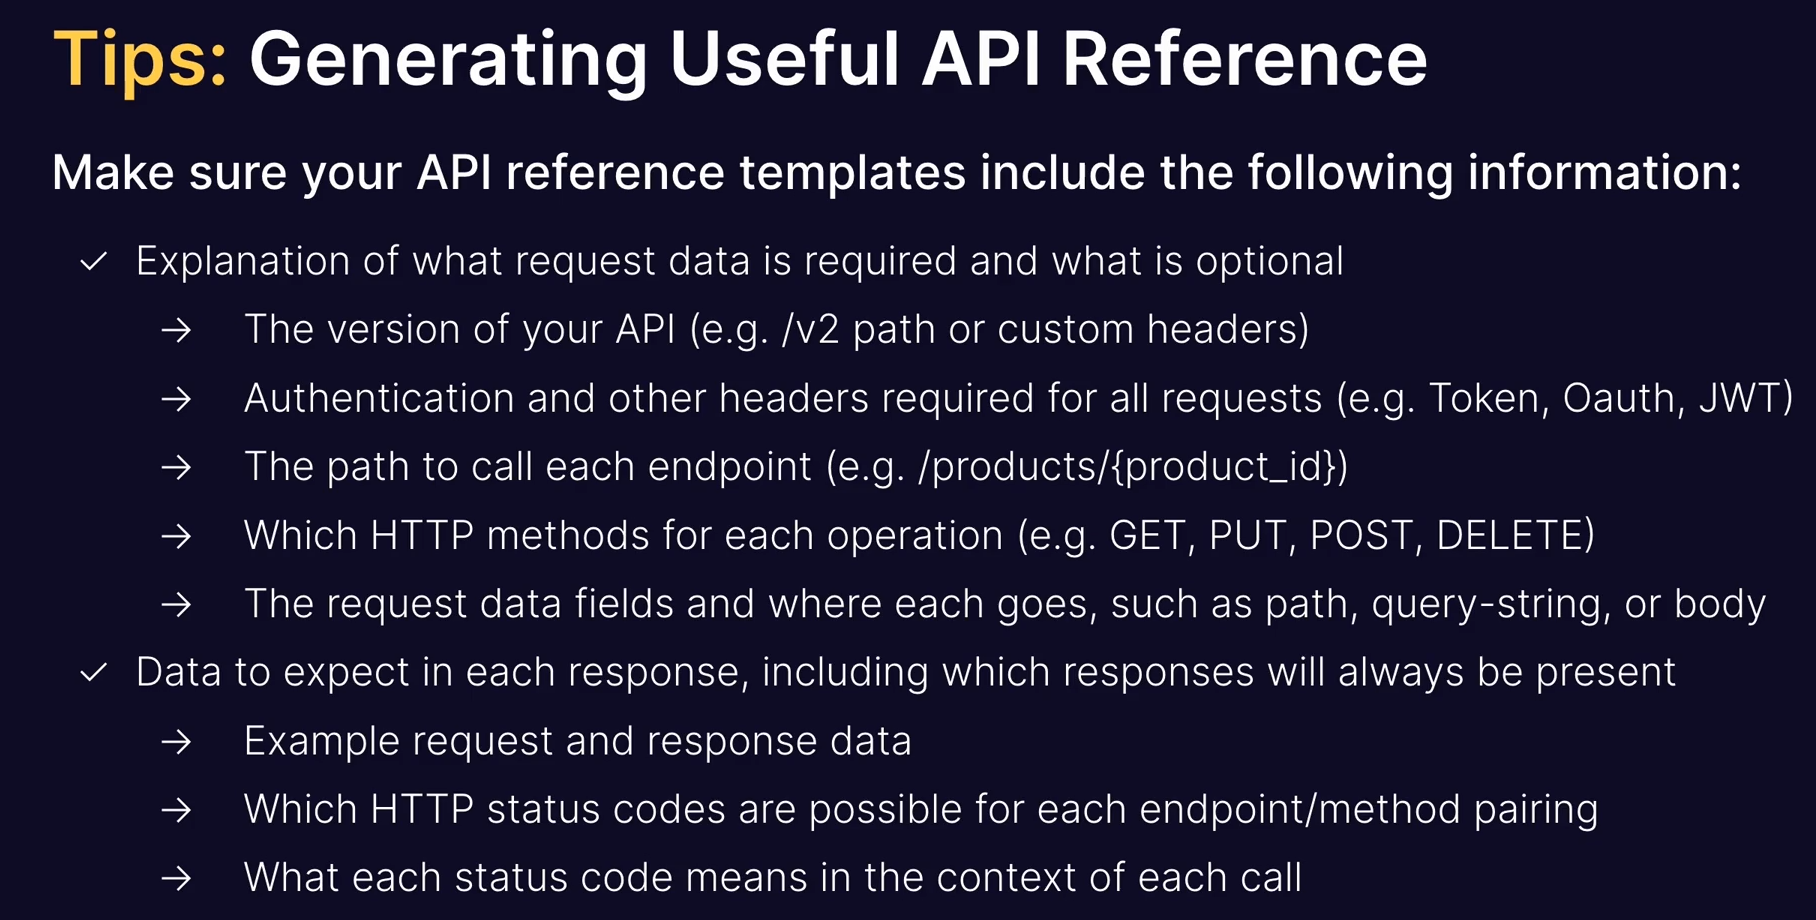 Tips: Generating Useful API Reference
Make sure your API reference templates include the following information:
✓ Explanation of what request data is required and what is optional
→ The version of your API (e.g. /v2 path or custom headers)
→ Authentication and other headers required for all requests (e.g. Token, Oauth, JWT)
→ The path to call each endpoint (e.g. /products/{product_id})
→ Which HTTP methods for each operation (e.g. GET, PUT, POST, DELETE)
→ The request data fields and where each goes, such as path, query-string, or body
✓ Data to expect in each response, including which responses will always be present
→ Example request and response data
→ Which HTTP status codes are possible for each endpoint/method pairing
→ What each status code means in the context of each call